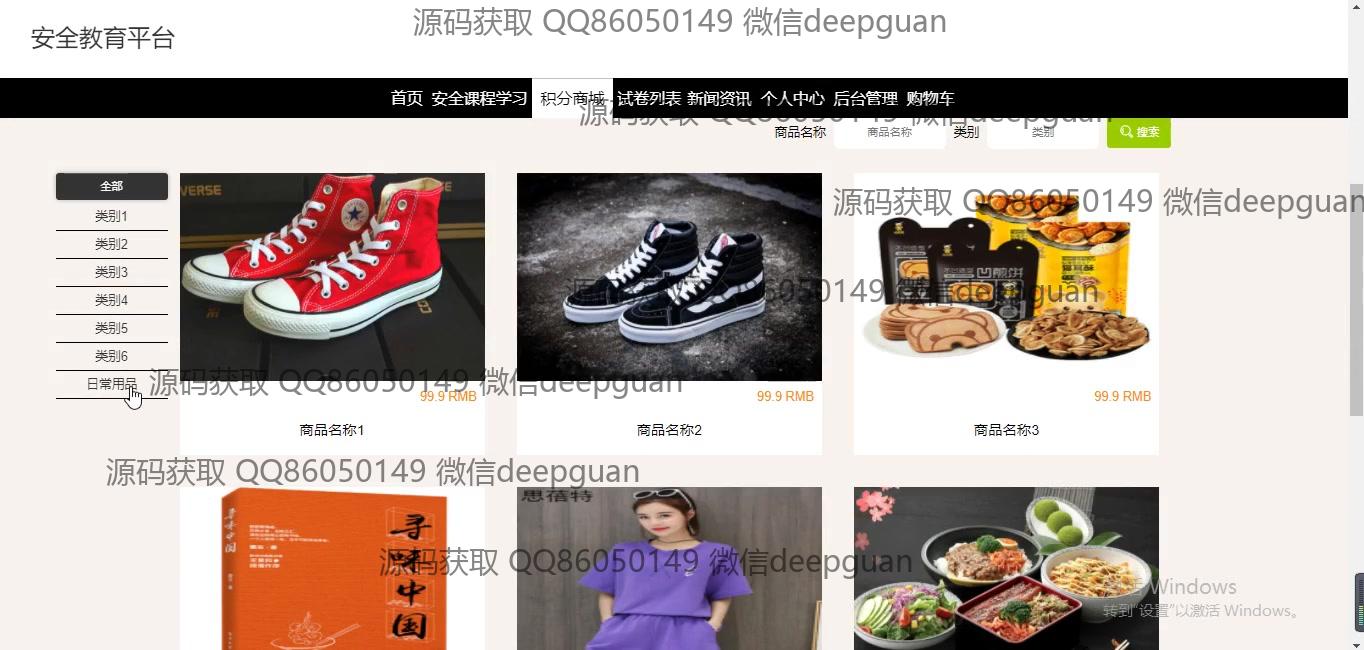 源码获取 QQ86050149 微信deepguan
安全教育平台
首页 安全课程学习 积分商城 试卷列表 新闻资讯 个人中心 后台管理 购物车
源码获取 QQ86050149 微信deepguan
商品名称 商品名称 类别 类别 搜索
全部
类别1
类别2
类别3
类别4
类别5
类别6
日常用品
源码获取 QQ86050149 微信deepguan
源码获取 QQ86050149 微信deepguan
源码获取 QQ86050149 微信deepguan
99.9 RMB
99.9 RMB
99.9 RMB
商品名称1
商品名称2
商品名称3
源码获取 QQ86050149 微信deepguan
寻味中国
思蓓特
源码获取 QQ86050149 微信deepguan
激活 Windows
转到"设置"以激活 Windows。